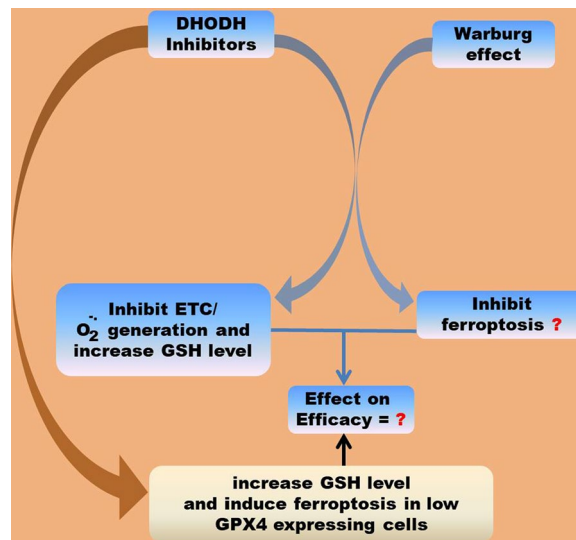 DHODH
Inhibitors
Warburg
effect
Inhibit ETC/
O₂⁻· generation and
increase GSH level
Inhibit
ferroptosis ?
Effect on
Efficacy = ?
increase GSH level
and induce ferroptosis in low
GPX4 expressing cells